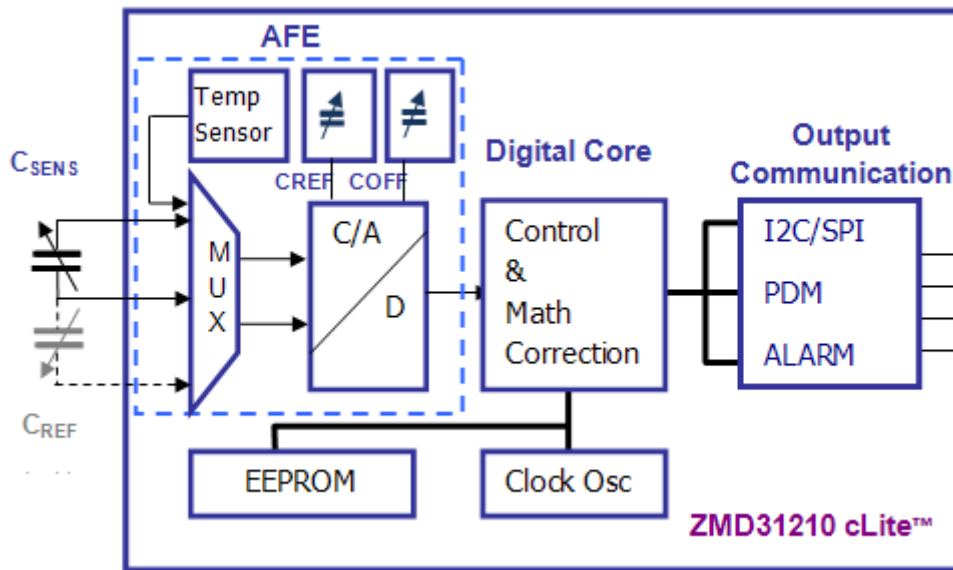 AFE
Temp
Sensor
CREF COFF
C/A
D
M
U
X
CSENS
CREF
Digital Core
Control
&
Math
Correction
Output
Communication
I2C/SPI
PDM
ALARM
EEPROM
Clock Osc
ZMD31210 cLite™